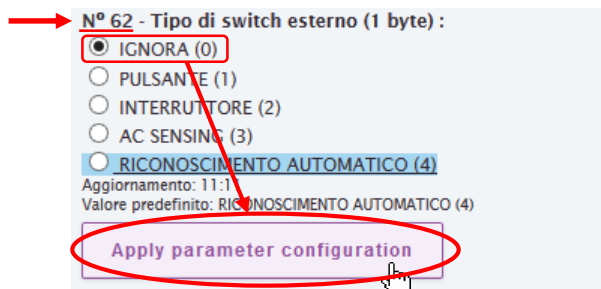 Nº 62 - Tipo di switch esterno (1 byte) :
IGNORA (0)
PULSANTE (1)
INTERRUTTORE (2)
AC SENSING (3)
RICONOSCIMENTO AUTOMATICO (4)
Aggiornamento: 11:11
Valore predefinito: RICONOSCIMENTO AUTOMATICO (4)
Apply parameter configuration